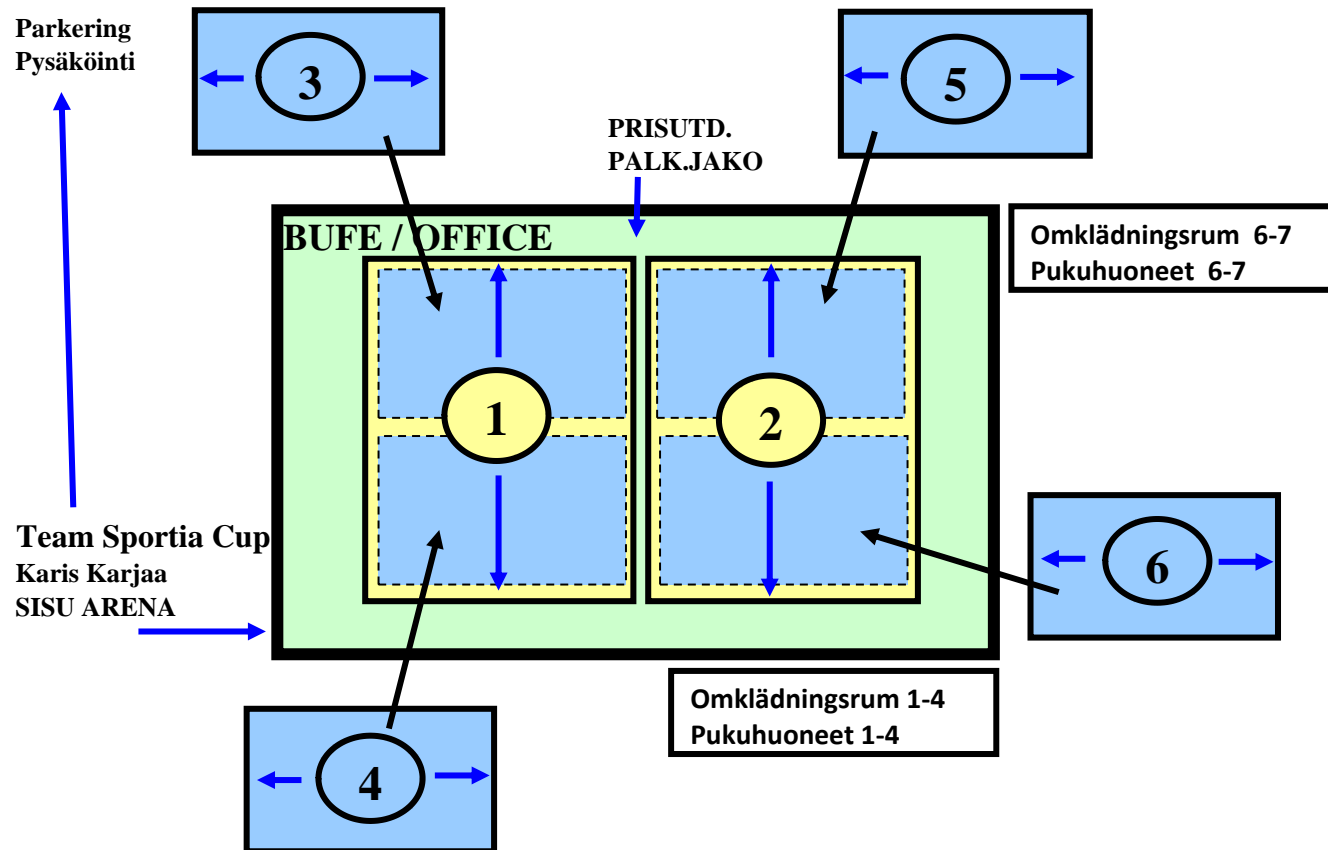 Parkering
Pysäköinti
3
5
PRISUTD.
PALK.JAKO
BUFE / OFFICE
Omklädningsrum 6-7
Pukuhuoneet 6-7
1
2
Team Sportia Cup
Karis Karjaa
SISU ARENA
6
Omklädningsrum 1-4
Pukuhuoneet 1-4
4